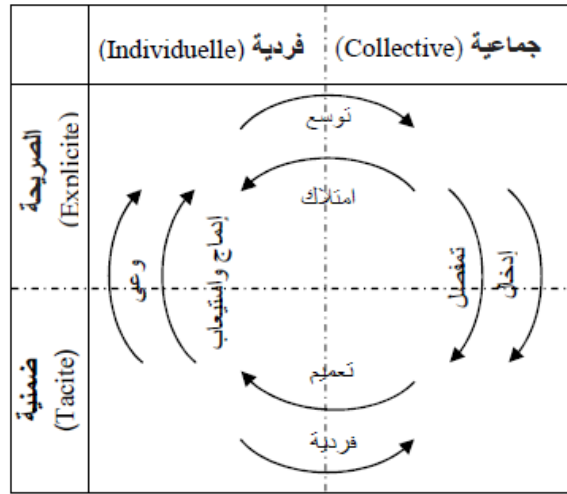 جماعية (Collective)
فردية (Individuelle)
الصريحة
(Explicite)
ضمنية
(Tacite)
توسع
امتلاك
إدخال
تمفصل
إدماج واستيعاب
وعي
تعميم
فردية